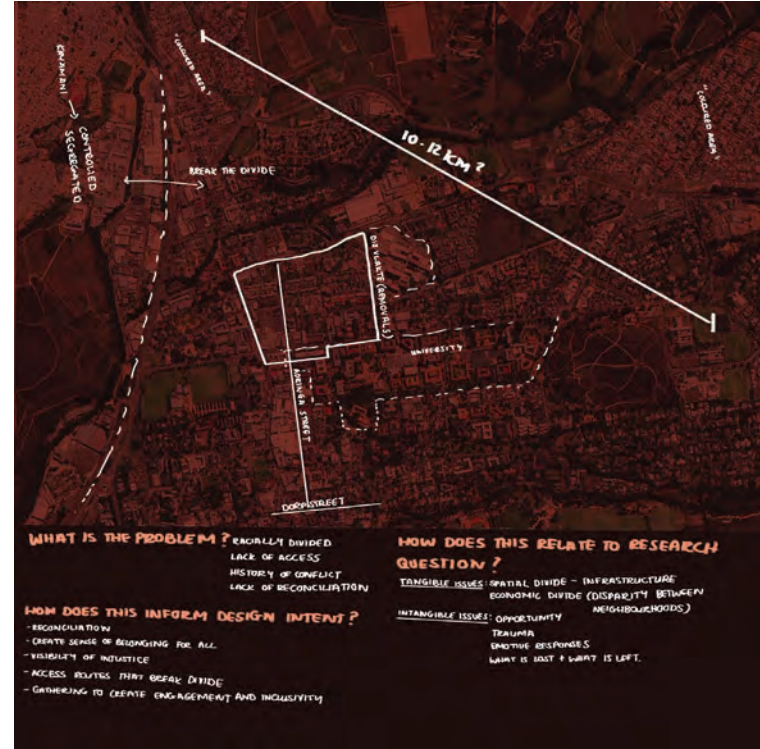 KAYAMANDI
CONTROLLED
SEGREGATED
"COLOURED AREA"
BREAK THE DIVIDE
10-12 KM?
"COLOURED AREA"
DIE VLAKTE (REMOVALS)
UNIVERSITY
ADRINGA STREET
DORPSTREET
WHAT IS THE PROBLEM? RACIALLY DIVIDED
LACK OF ACCESS
HISTORY OF CONFLICT
LACK OF RECONCILIATION
HOW DOES THIS INFORM DESIGN INTENT?
-RECONCILIATION
-CREATE SENSE OF BELONGING FOR ALL
-VISIBILTY OF INJUSTICE
-ACCESS ROUTES THAT BREAK DIVIDE
-GATHERING TO CREATE ENGAGEMENT AND INCLUSIVITY
HOW DOES THIS RELATE TO RESEARCH
QUESTION?
TANGIBLE ISSUES: SPATIAL DIVIDE - INFRASTRUCTURE
ECONOMIC DIVIDE (DISPARITY BETWEEN
NEIGHBOURHOODS)
INTANGIBLE ISSUES: OPPORTUNITY
TRAUMA
EMOTIVE RESPONSES
WHAT IS LOST + WHAT IS LEFT.